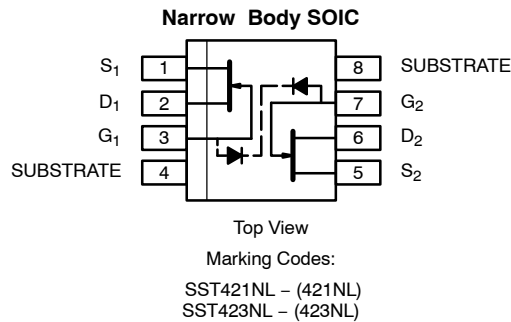 Narrow Body SOIC
S1 1 8 SUBSTRATE
D1 2 7 G2
G1 3 6 D2
SUBSTRATE 4 5 S2
Top View
Marking Codes:
SST421NL – (421NL)
SST423NL – (423NL)